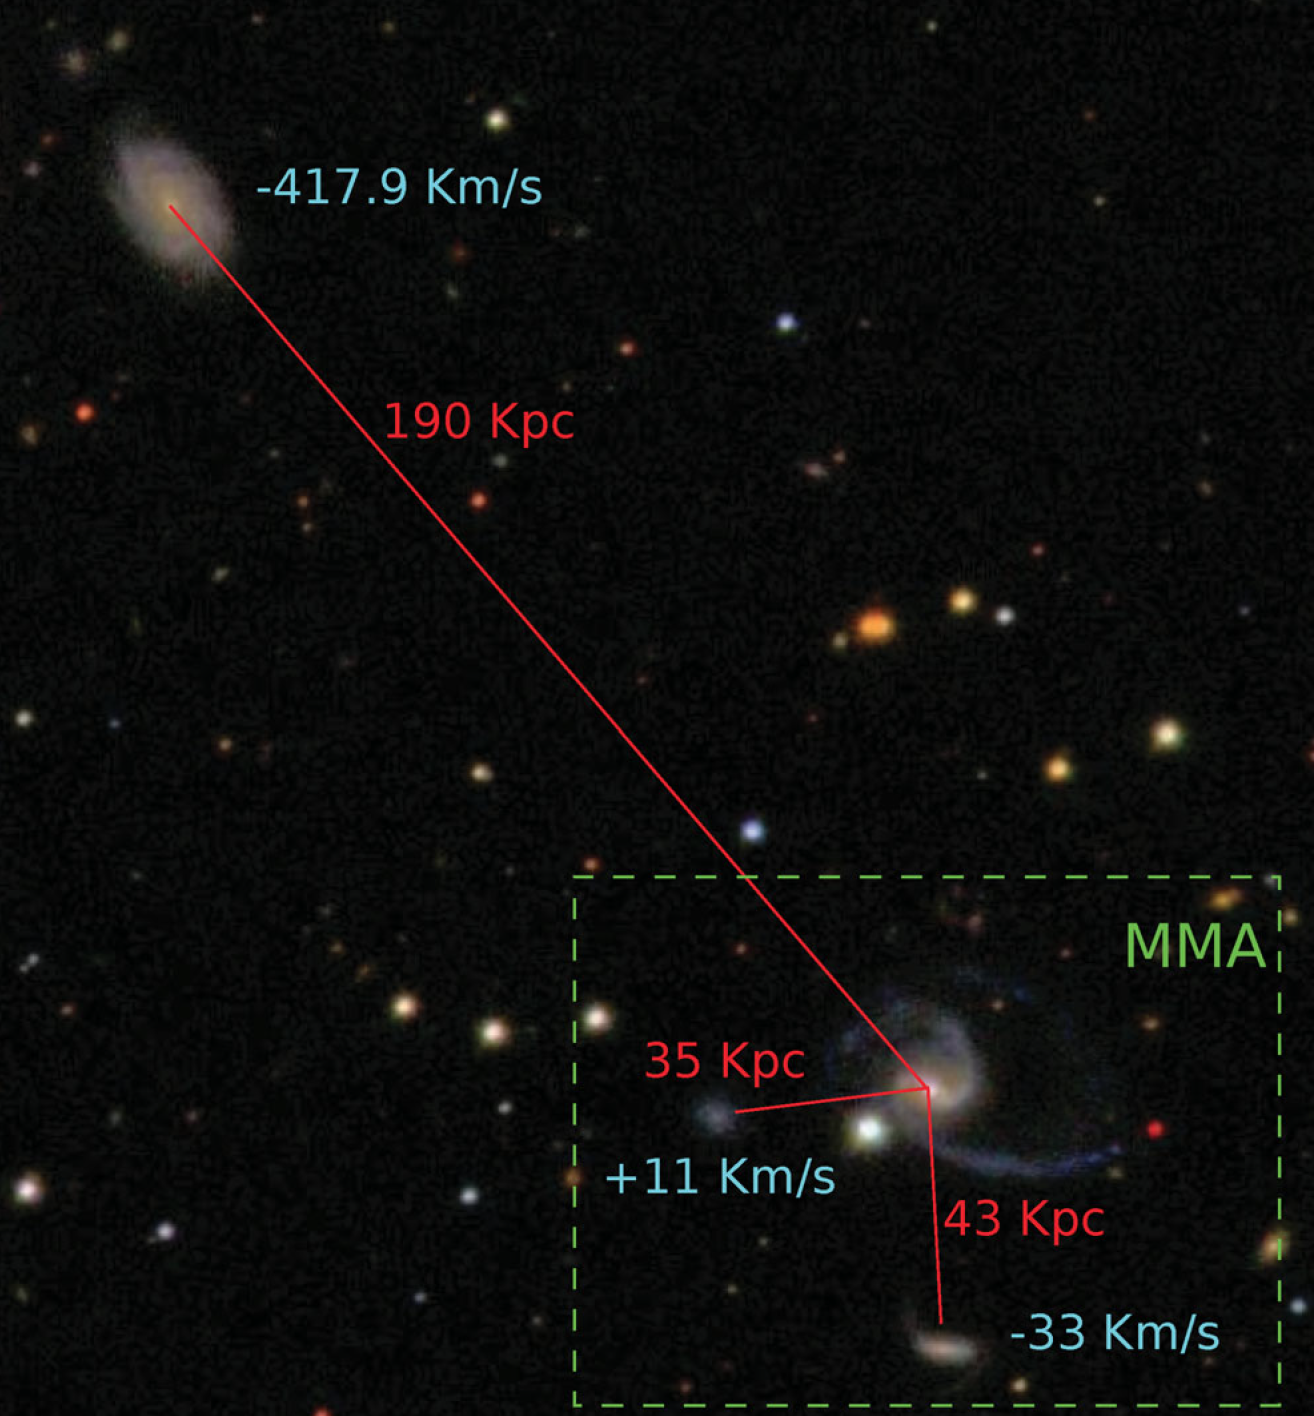 -417.9 Km/s
190 Kpc
MMA
35 Kpc
+11 Km/s
43 Kpc
-33 Km/s